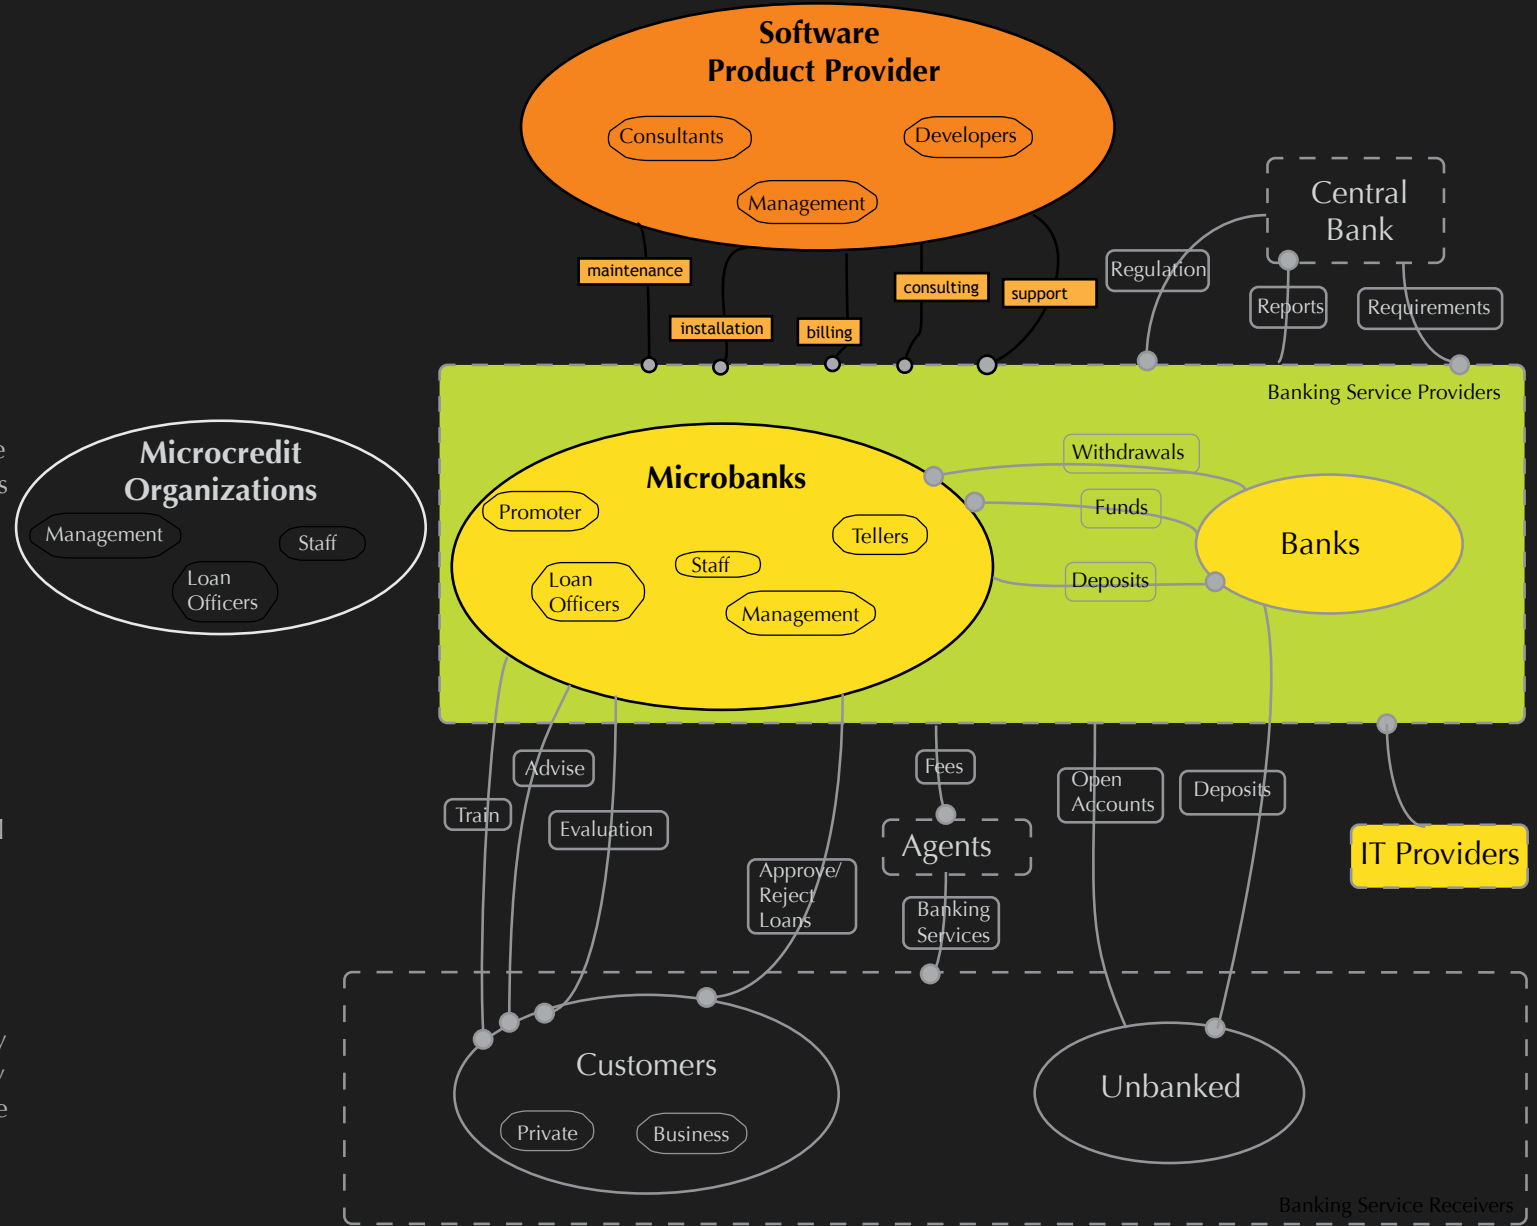 Software
Product Provider
Consultants
Developers
Management
maintenance
installation
billing
consulting
support
Central
Bank
Regulation
Reports
Requirements
Banking Service Providers
Microcredit
Organizations
Management
Staff
Loan
Officers
Microbanks
Promoter
Tellers
Staff
Loan
Officers
Management
Withdrawals
Funds
Deposits
Banks
Train
Advise
Evaluation
Approve/
Reject
Loans
Fees
Agents
Banking
Services
Open
Accounts
Deposits
IT Providers
Customers
Private
Business
Unbanked
Banking Service Receivers